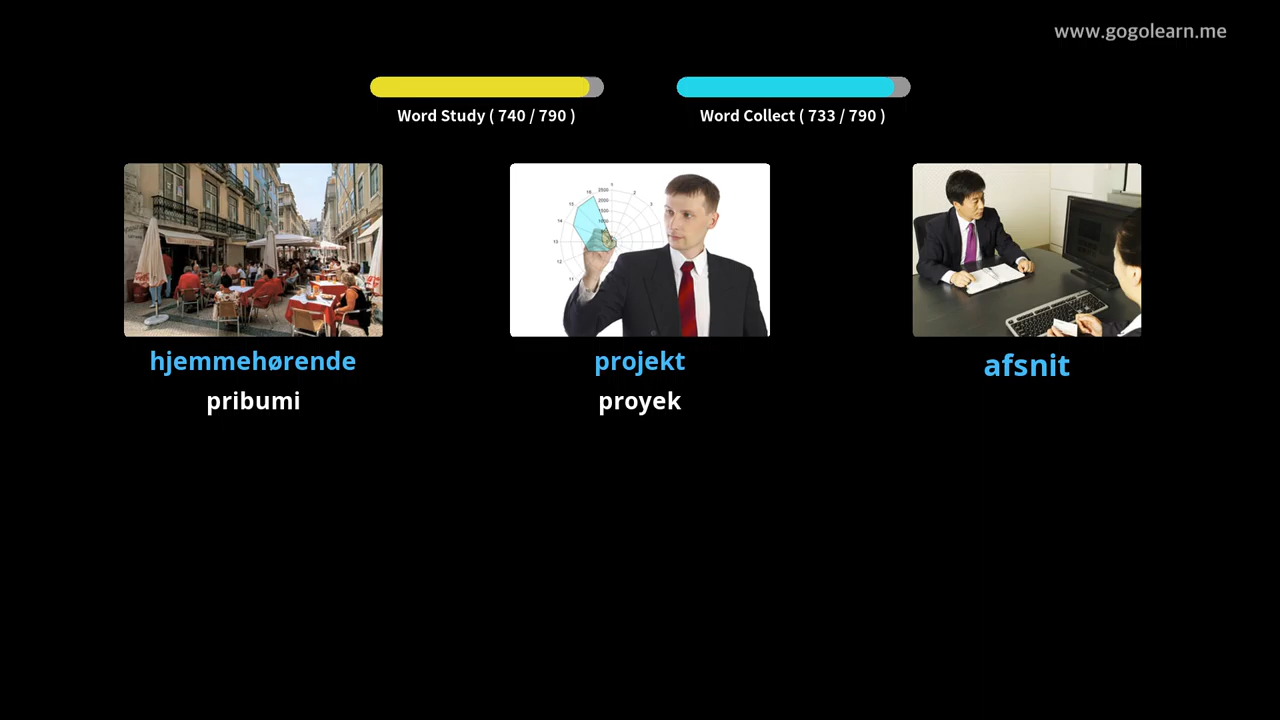 www.gogolearn.me
Word Study ( 740 / 790 )
Word Collect ( 733 / 790 )
hjemmehørende
pribumi
projekt
proyek
afsnit